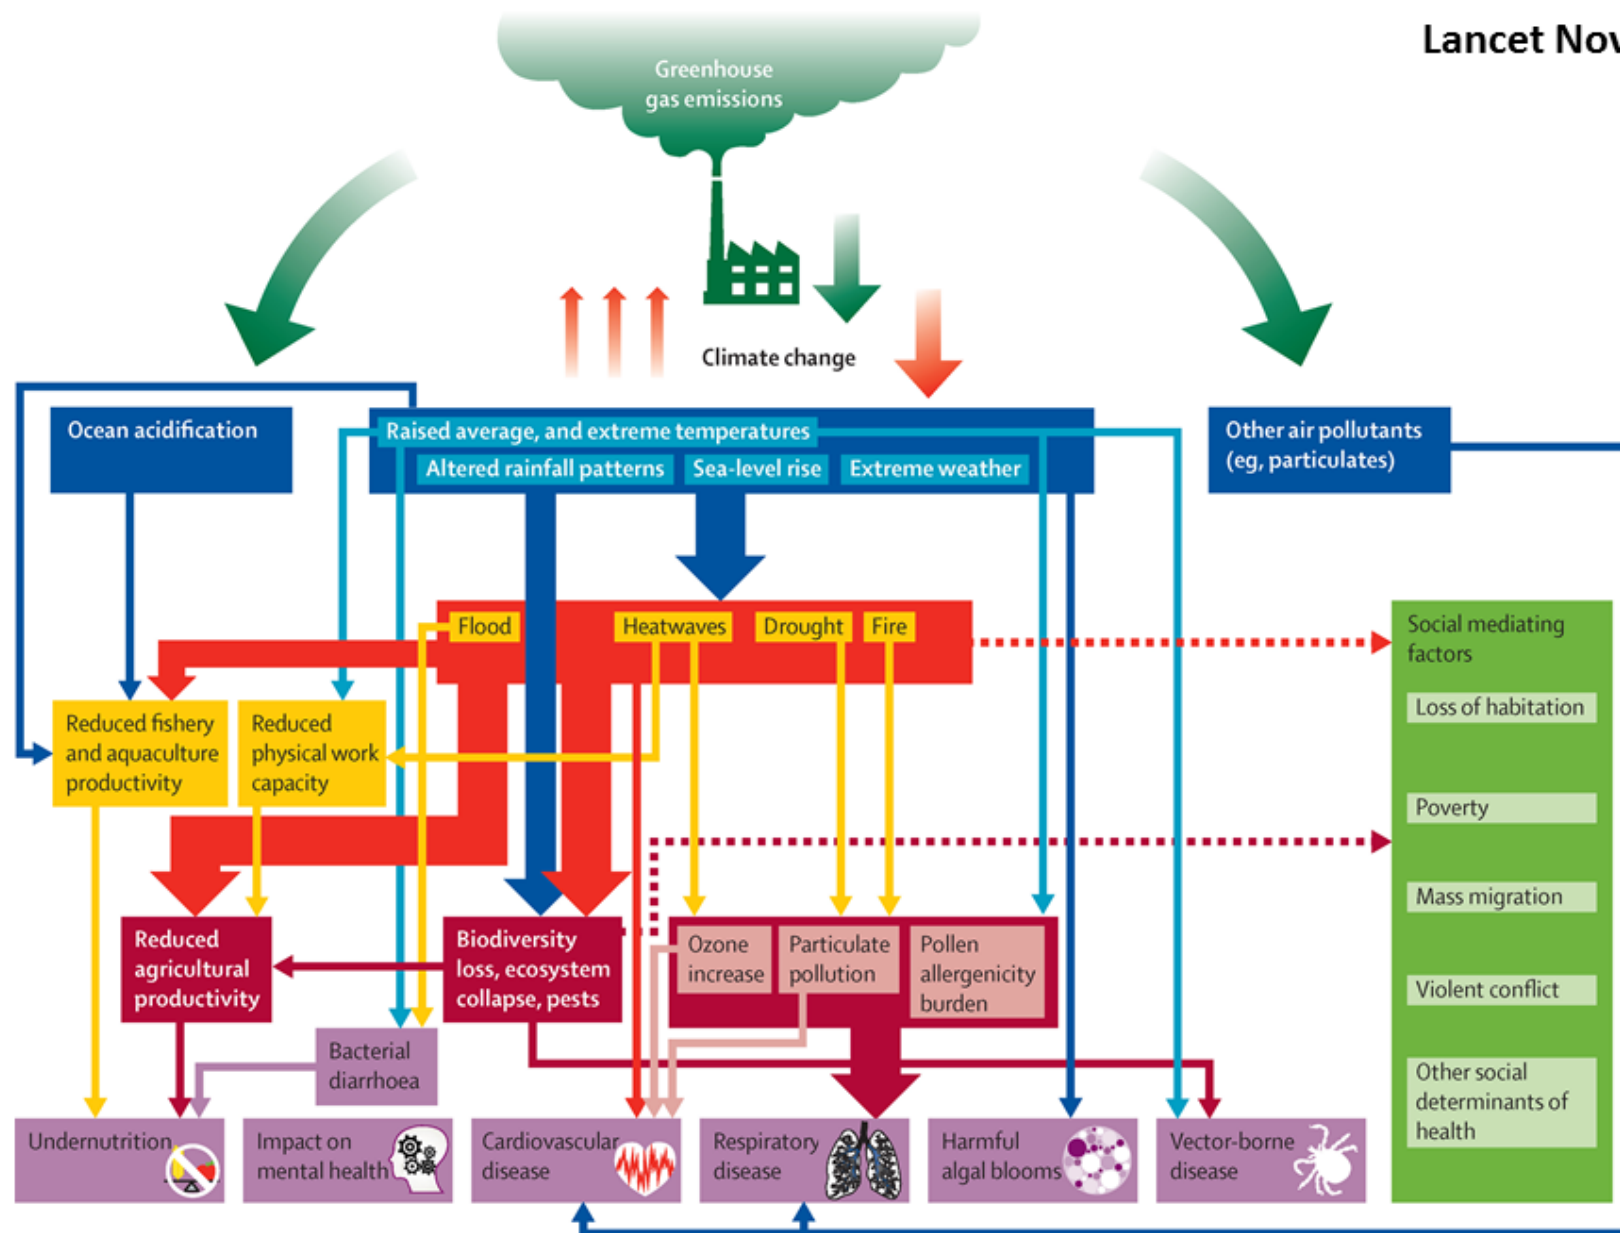 Lancet Nov
Greenhouse
gas emissions
Climate change
Ocean acidification
Raised average, and extreme temperatures
Altered rainfall patterns
Sea-level rise
Extreme weather
Other air pollutants
(eg, particulates)
Flood
Heatwaves
Drought
Fire
Social mediating
factors
Loss of habitation
Poverty
Mass migration
Violent conflict
Other social
determinants of
health
Reduced fishery
and aquaculture
productivity
Reduced
physical work
capacity
Reduced
agricultural
productivity
Biodiversity
loss, ecosystem
collapse, pests
Ozone
increase
Particulate
pollution
Pollen
allergenicity
burden
Bacterial
diarrhoea
Undernutrition
Impact on
mental health
Cardiovascular
disease
Respiratory
disease
Harmful
algal blooms
Vector-borne
disease